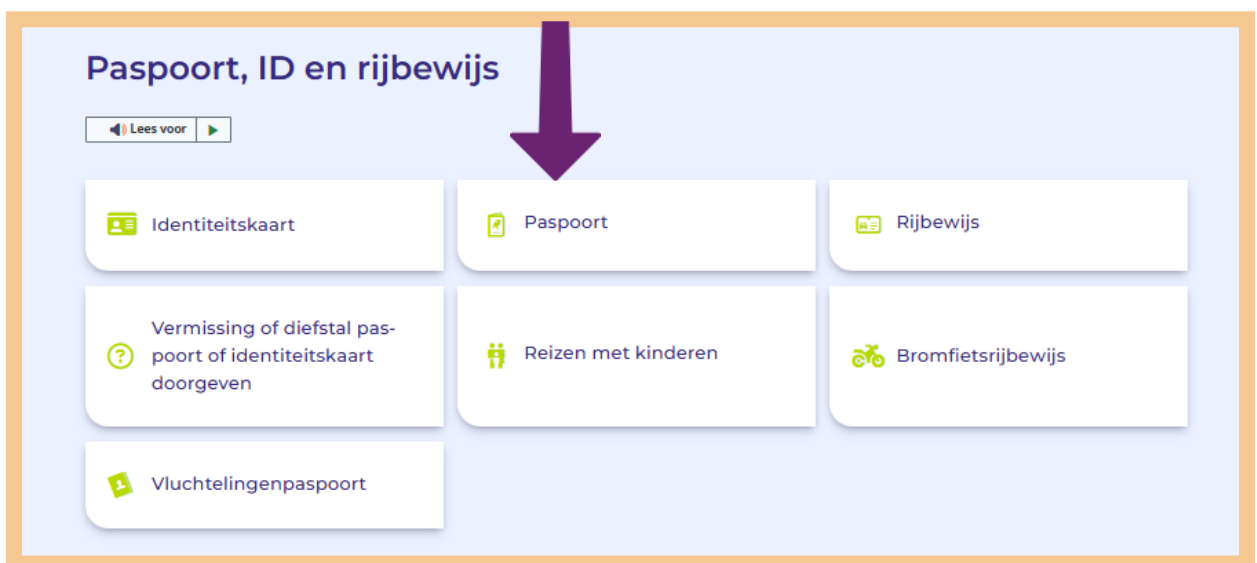 Paspoort, ID en rijbewijs
Lees voor
Identiteitskaart
Paspoort
Rijbewijs
Vermissing of diefstal pas-
poort of identiteitskaart
doorgeven
Reizen met kinderen
Bromfietsrijbewijs
Vluchtelingenpaspoort